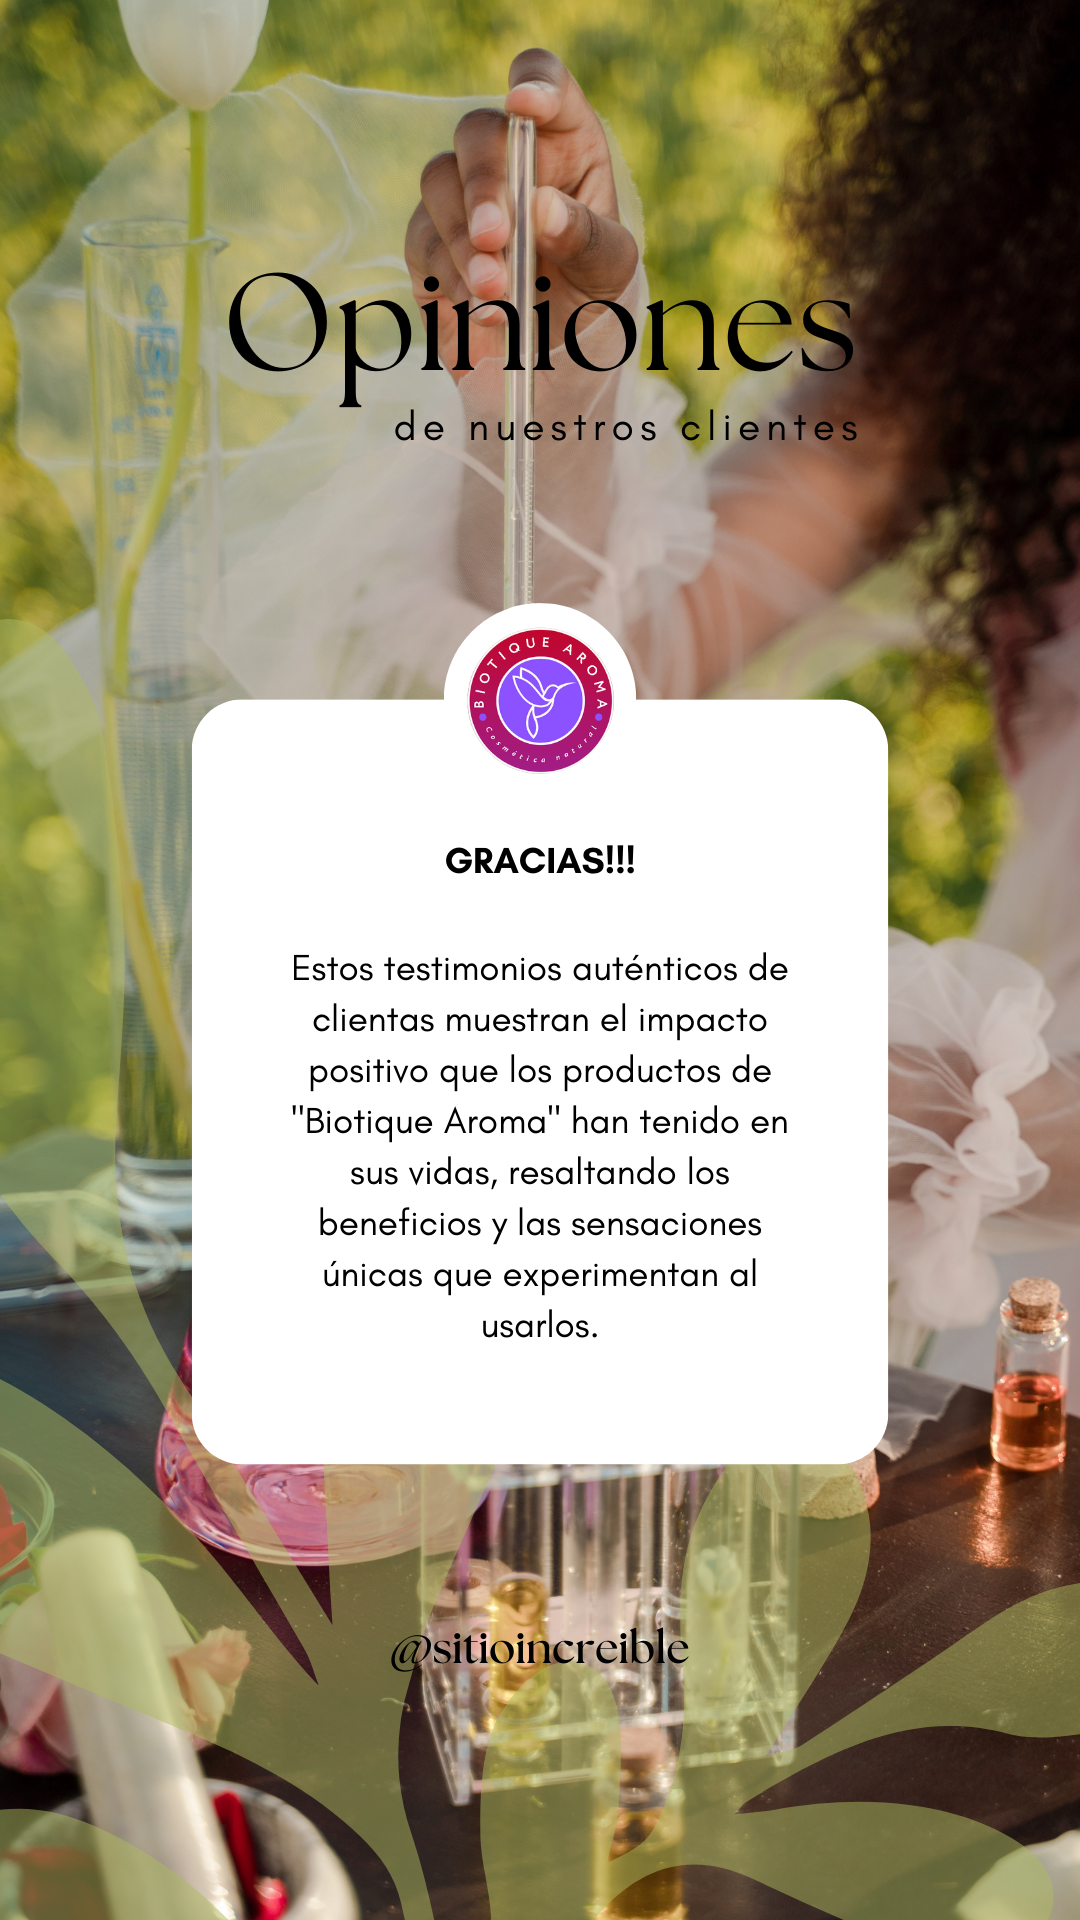 Opiniones
de nuestros clientes
BIOTIQUE AROMA
Cosmética natural
GRACIAS!!!
Estos testimonios auténticos de
clientas muestran el impacto
positivo que los productos de
"Biotique Aroma" han tenido en
sus vidas, resaltando los
beneficios y las sensaciones
únicas que experimentan al
usarlos.
@sitioincreible